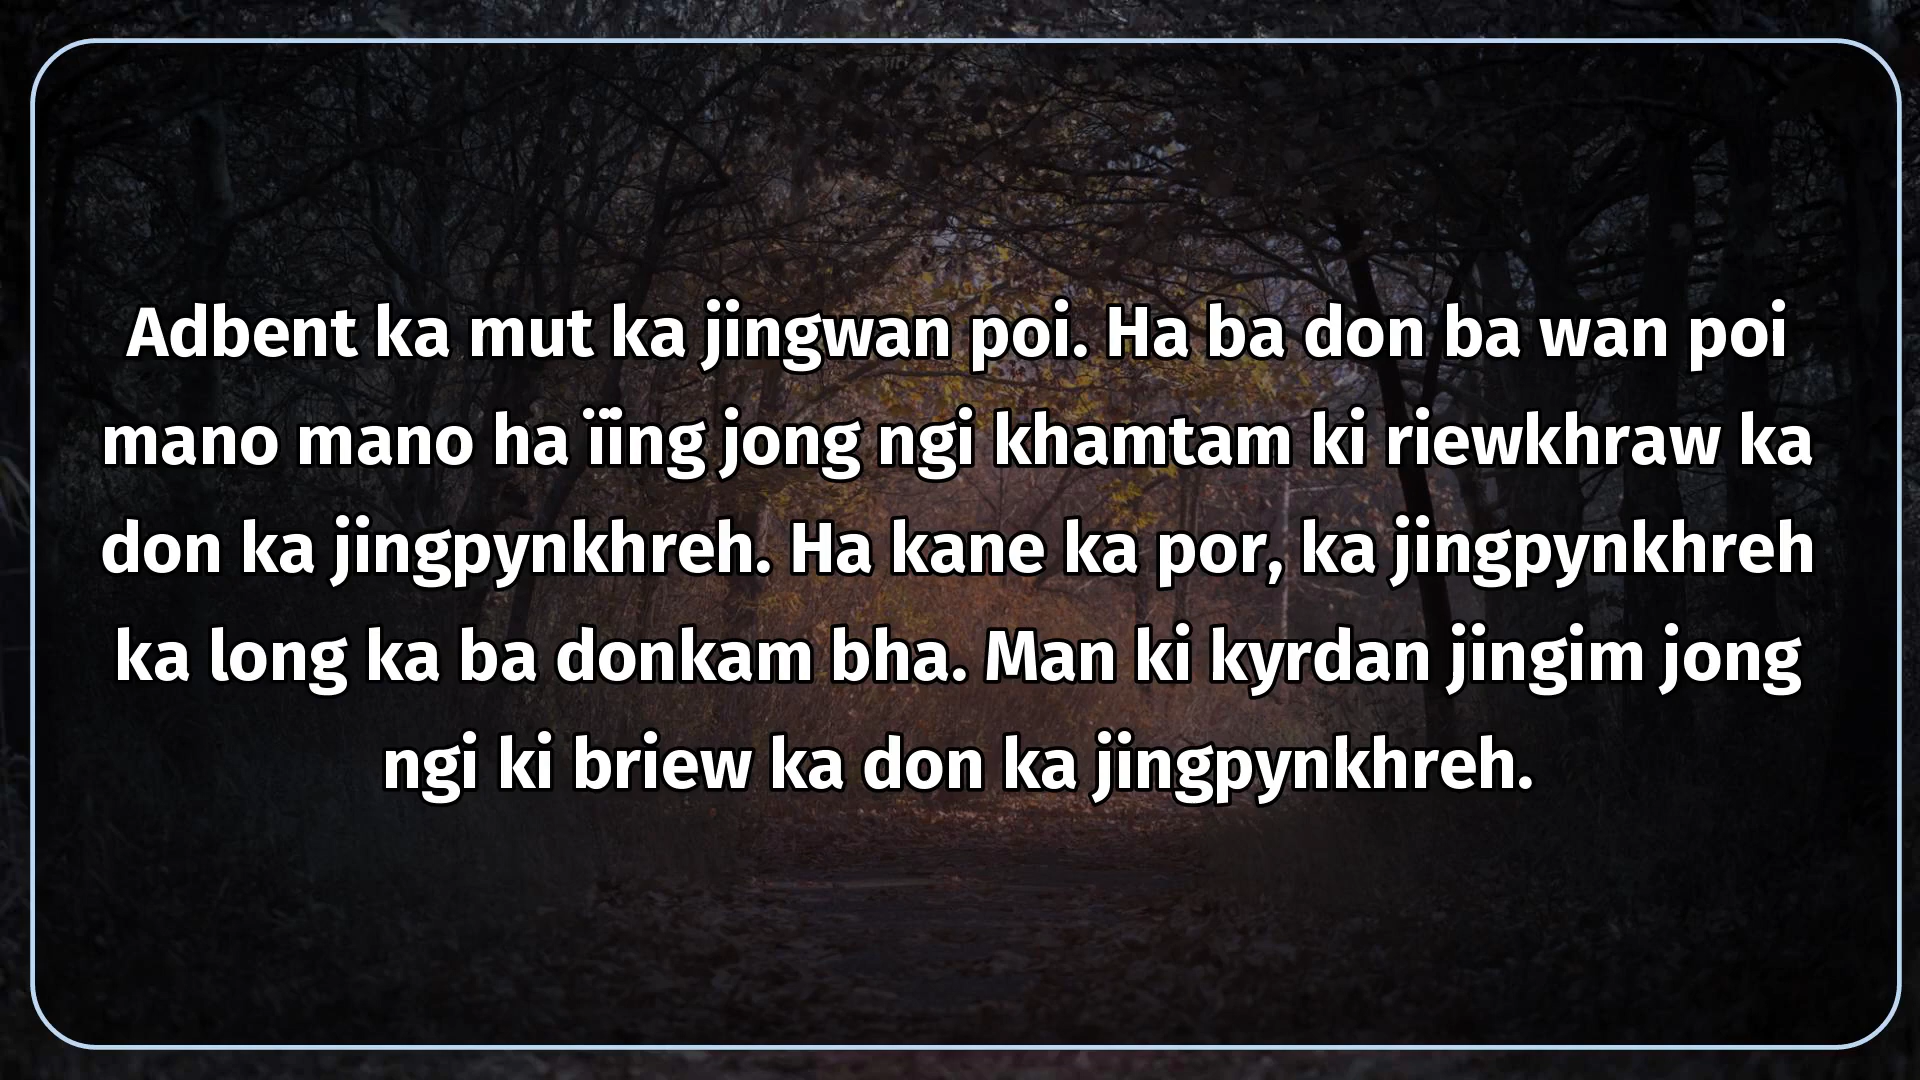 Adbent ka mut ka jingwan poi. Ha ba don ba wan poi
mano mano ha ïing jong ngi khamtam ki riewkhraw ka
don ka jingpynkhreh. Ha kane ka por, ka jingpynkhreh
ka long ka ba donkam bha. Man ki kyrdan jingim jong
ngi ki briew ka don ka jingpynkhreh.